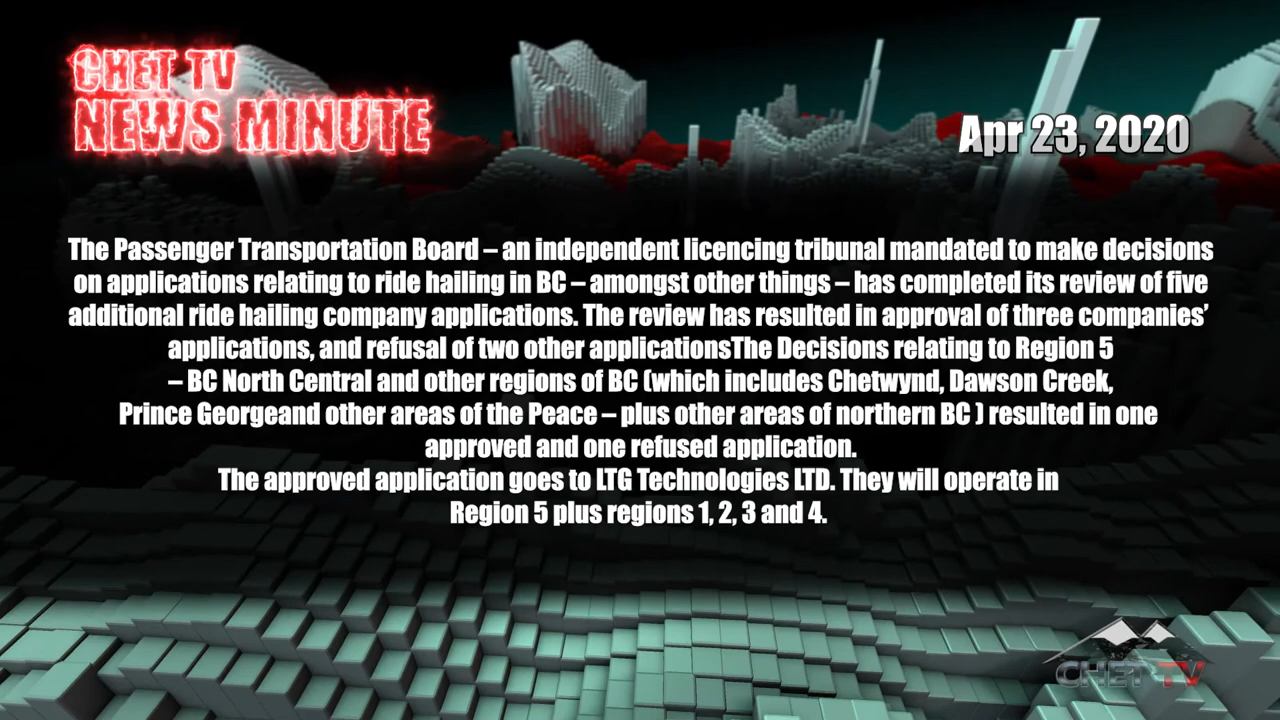 CHET TV
NEWS MINUTE
Apr 23, 2020
The Passenger Transportation Board – an independent licencing tribunal mandated to make decisions
on applications relating to ride hailing in BC – amongst other things – has completed its review of five
additional ride hailing company applications. The review has resulted in approval of three companies’
applications, and refusal of two other applicationsThe Decisions relating to Region 5
– BC North Central and other regions of BC (which includes Chetwynd, Dawson Creek,
Prince Georgeand other areas of the Peace – plus other areas of northern BC ) resulted in one
approved and one refused application.
The approved application goes to LTG Technologies LTD. They will operate in
Region 5 plus regions 1, 2, 3 and 4.
CHET TV